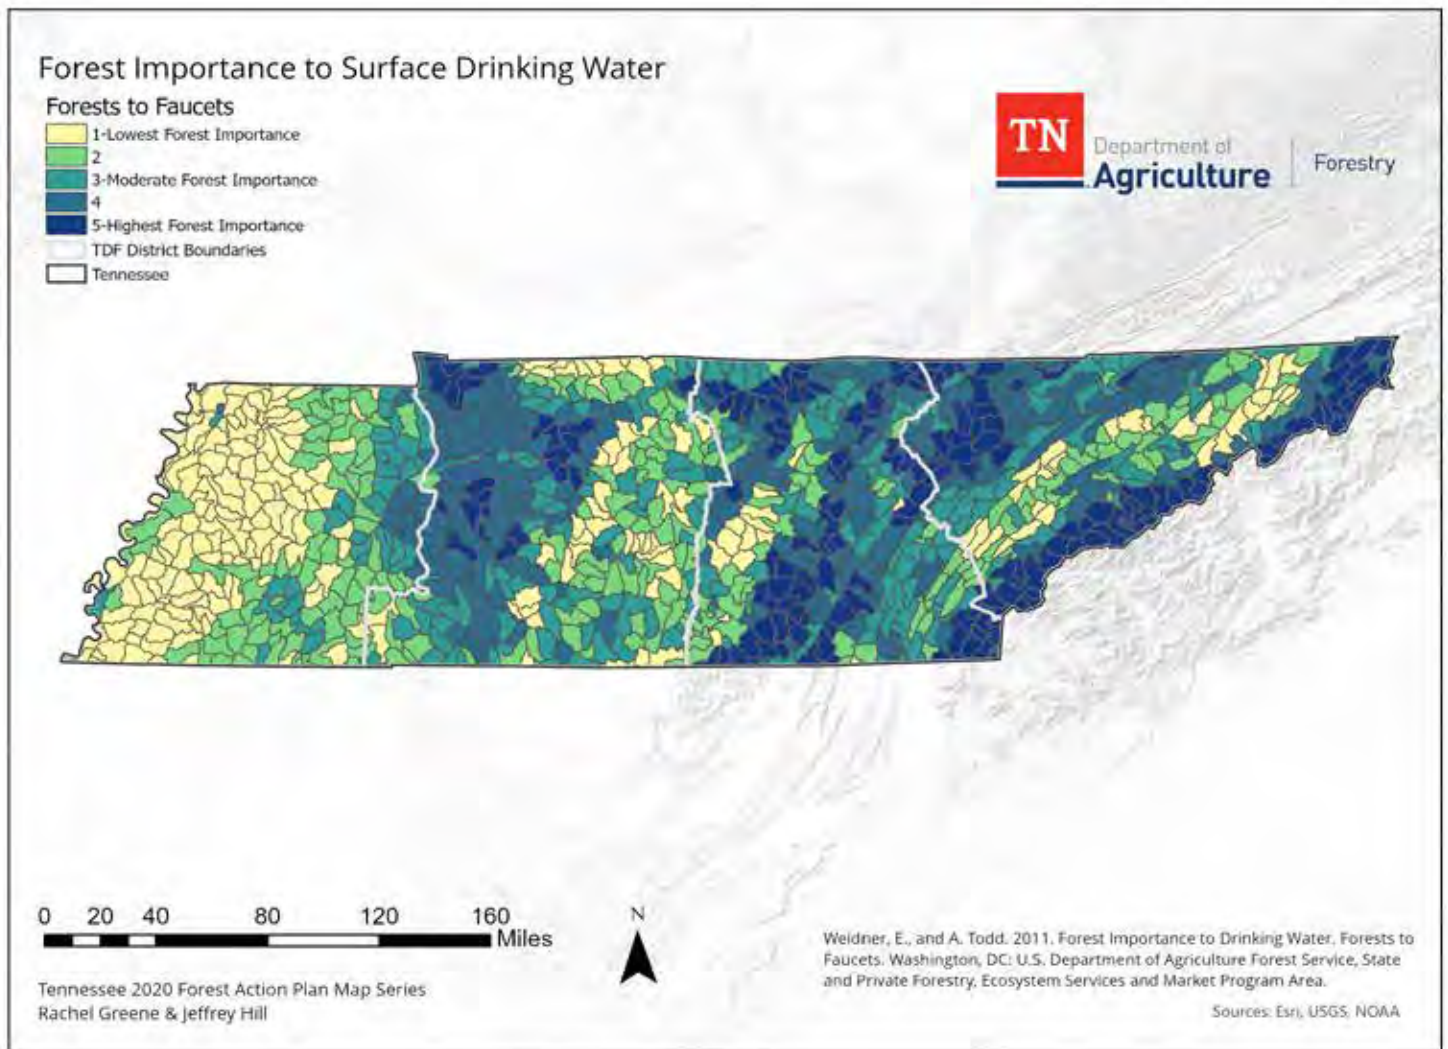 Forest Importance to Surface Drinking Water
Forests to Faucets
1-Lowest Forest Importance
2
3-Moderate Forest Importance
4
5-Highest Forest Importance
TDF District Boundaries
Tennessee
TN
Department of
Agriculture
Forestry
0 20 40 80 120 160
Miles
N
Weidner, E., and A. Todd. 2011. Forest Importance to Drinking Water. Forests to
Faucets. Washington, DC: U.S. Department of Agriculture Forest Service, State
and Private Forestry, Ecosystem Services and Market Program Area.
Sources: Esri, USGS, NOAA
Tennessee 2020 Forest Action Plan Map Series
Rachel Greene & Jeffrey Hill